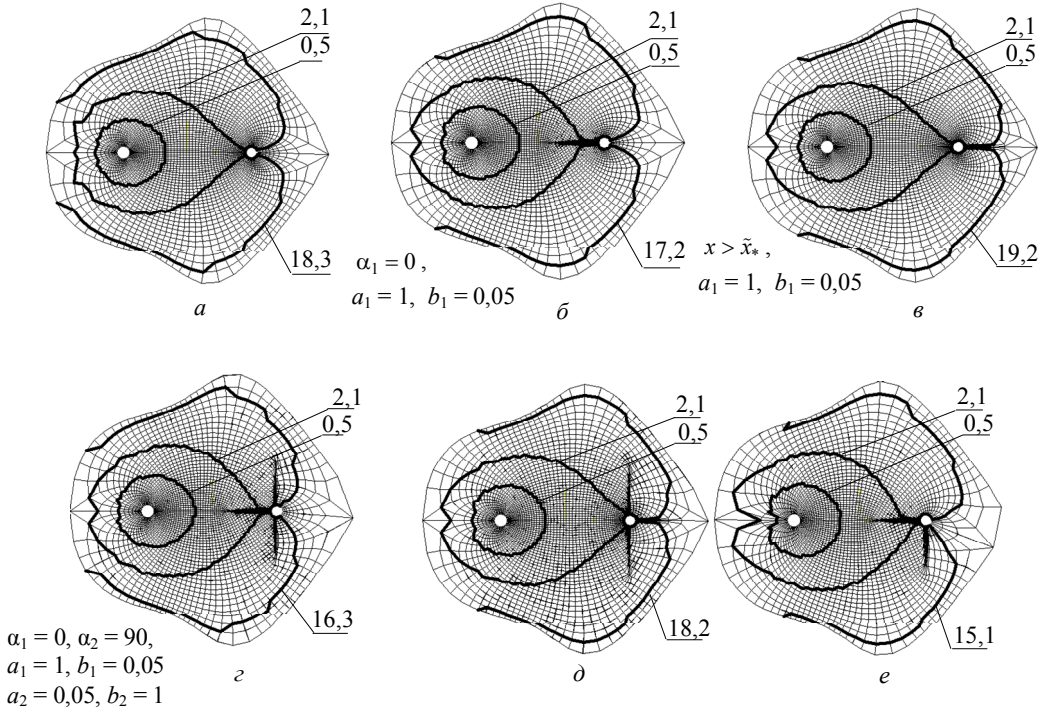 2,1
0,5
18,3
а
2,1
0,5
17,2
α₁ = 0 ,
a₁ = 1, b₁ = 0,05
б
2,1
0,5
19,2
x > x̃* ,
a₁ = 1, b₁ = 0,05
в
2,1
0,5
16,3
α₁ = 0, α₂ = 90,
a₁ = 1, b₁ = 0,05
a₂ = 0,05, b₂ = 1
г
2,1
0,5
18,2
д
2,1
0,5
15,1
е